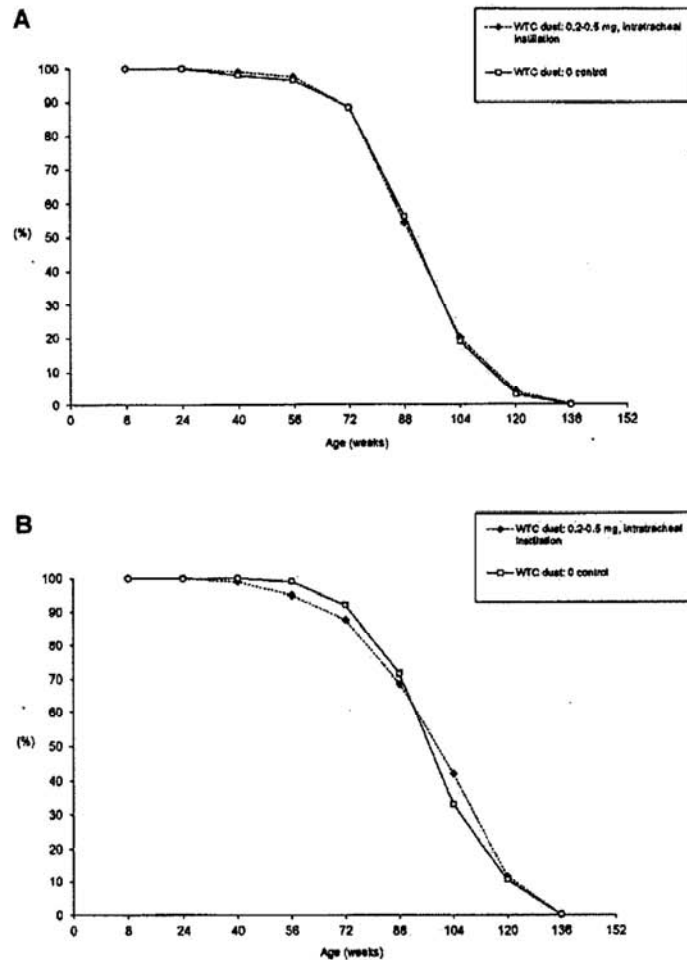 A
WTC dust: 0.2-0.5 mg, intratracheal
instillation
WTC dust: 0 control
100
90
80
70
60
50
(%)
40
30
20
10
0
0 8 24 40 56 72 88 104 120 136 152
Age (weeks)
B
WTC dust: 0.2-0.5 mg, intratracheal
instillation
WTC dust: 0 control
100
90
80
70
60
50
(%)
40
30
20
10
0
0 8 24 40 56 72 88 104 120 136 152
Age (weeks)